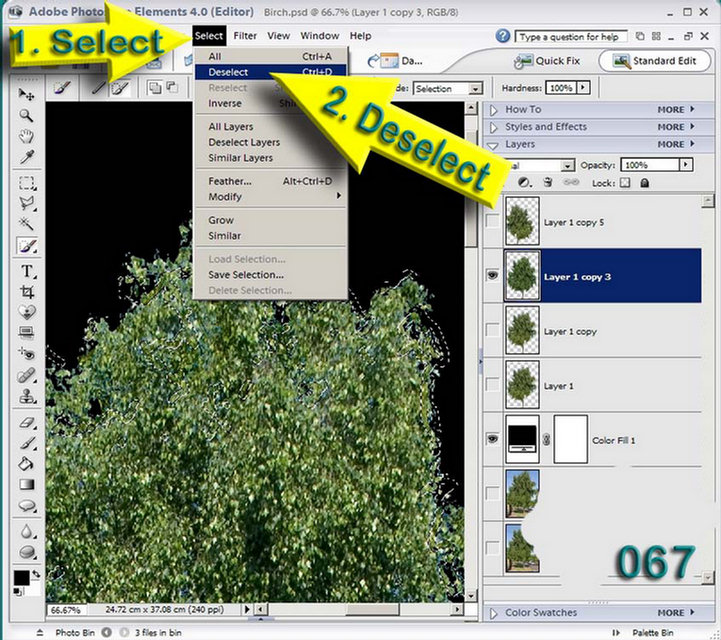 Adobe Photo Elements 4.0 (Editor) Birch.psd @ 66.7% (Layer 1 copy 3, RGB/8)
1. Select
Select Filter View Window Help
Type a question for help
Da...
Quick Fix
Standard Edit
Selection
Hardness: 100%
All Ctrl+A
Deselect Ctrl+D
Reselect
Inverse
All Layers
Deselect Layers
Similar Layers
Feather... Alt+Ctrl+D
Modify
Grow
Similar
Load Selection...
Save Selection...
Delete Selection...
2. Deselect
How To MORE
Styles and Effects MORE
Layers MORE
Opacity: 100%
Lock:
Layer 1 copy 5
Layer 1 copy 3
Layer 1 copy
Layer 1
Color Fill 1
067
66.67% 24.72 cm x 37.08 cm (240 ppi)
Color Swatches MORE
Photo Bin 3 files in bin
Palette Bin